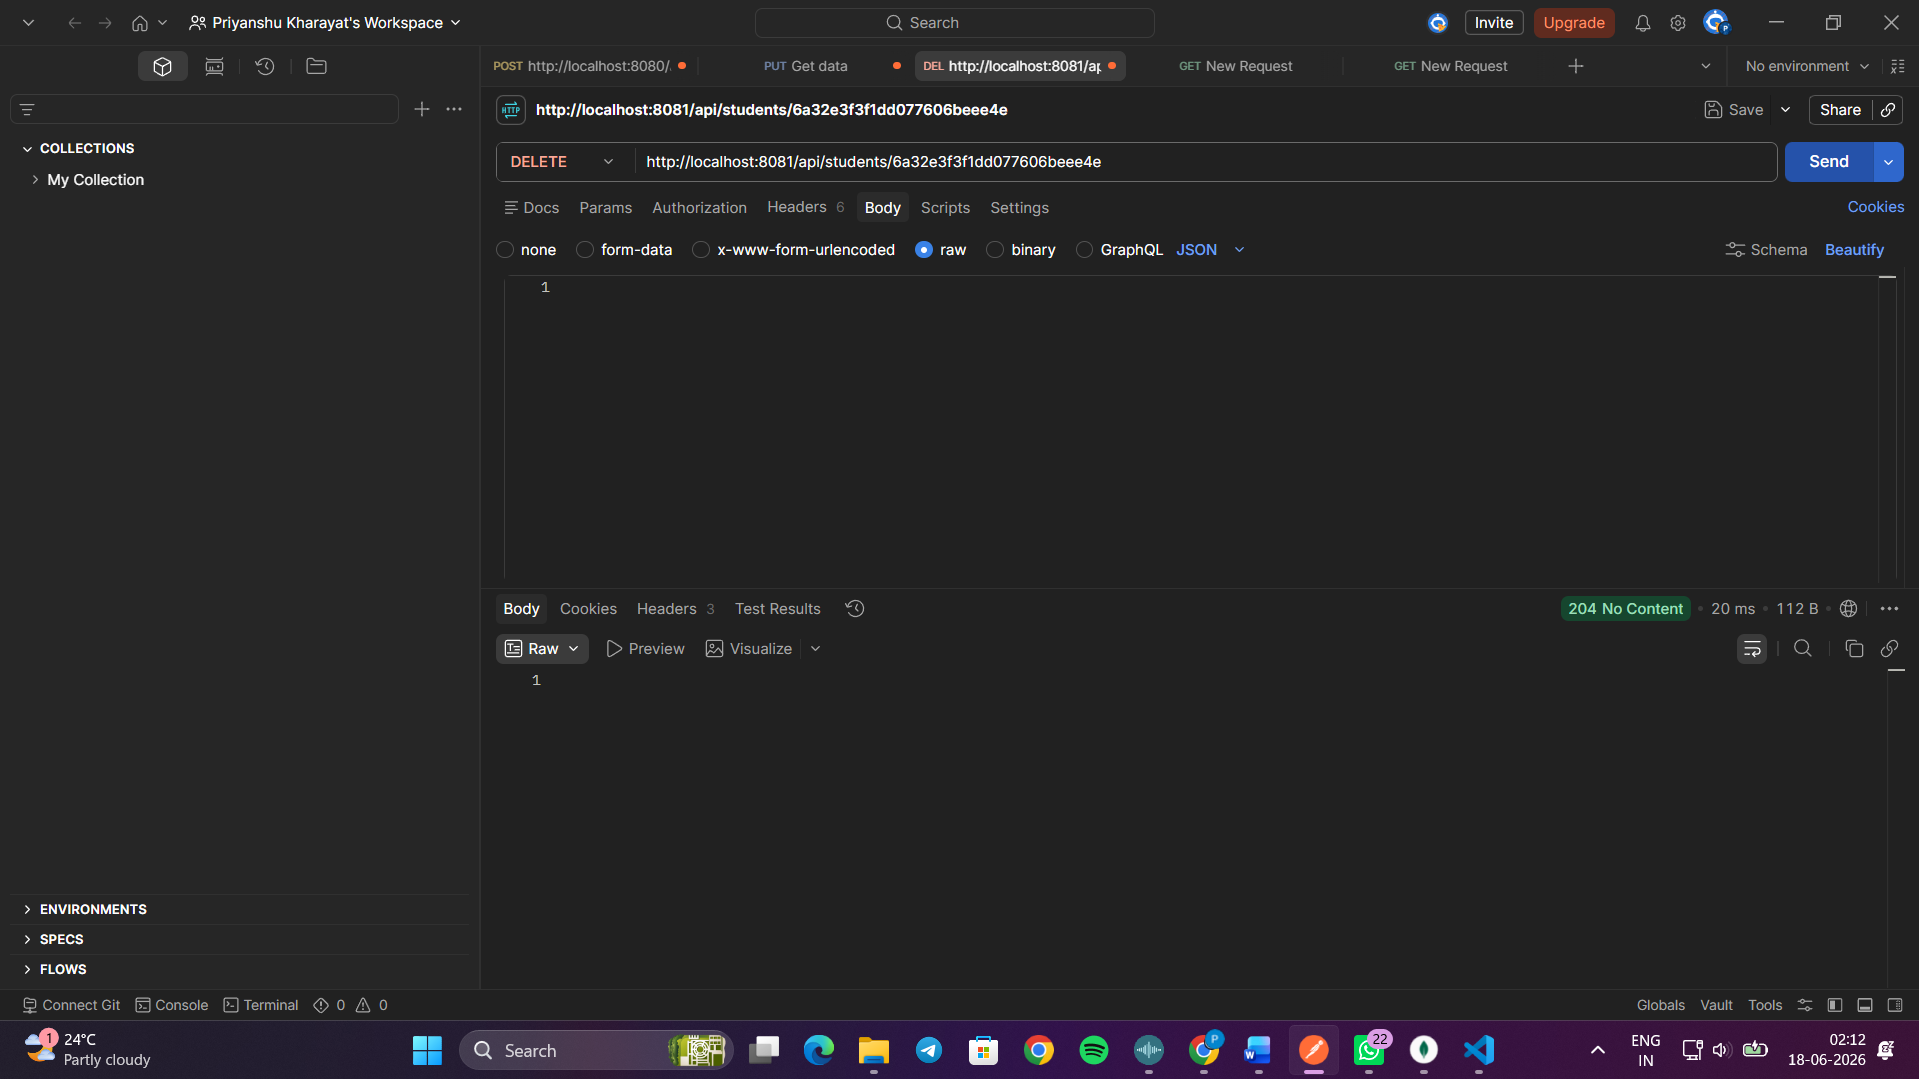 Priyanshu Kharayat's Workspace
Search
Invite
Upgrade
POST http://localhost:8080/
PUT Get data
DEL http://localhost:8081/ap
GET New Request
GET New Request
No environment
HTTP
http://localhost:8081/api/students/6a32e3f3f1dd077606beee4e
Save
Share
COLLECTIONS
My Collection
DELETE
http://localhost:8081/api/students/6a32e3f3f1dd077606beee4e
Send
Docs
Params
Authorization
Headers 6
Body
Scripts
Settings
Cookies
none
form-data
x-www-form-urlencoded
raw
binary
GraphQL
JSON
Schema
Beautify
1
Body
Cookies
Headers 3
Test Results
204 No Content
20 ms
112 B
Raw
Preview
Visualize
1
ENVIRONMENTS
SPECS
FLOWS
Connect Git
Console
Terminal
0
0
Globals
Vault
Tools
1
24°C
Partly cloudy
Search
P
W
22
ENG
IN
02:12
18-06-2026